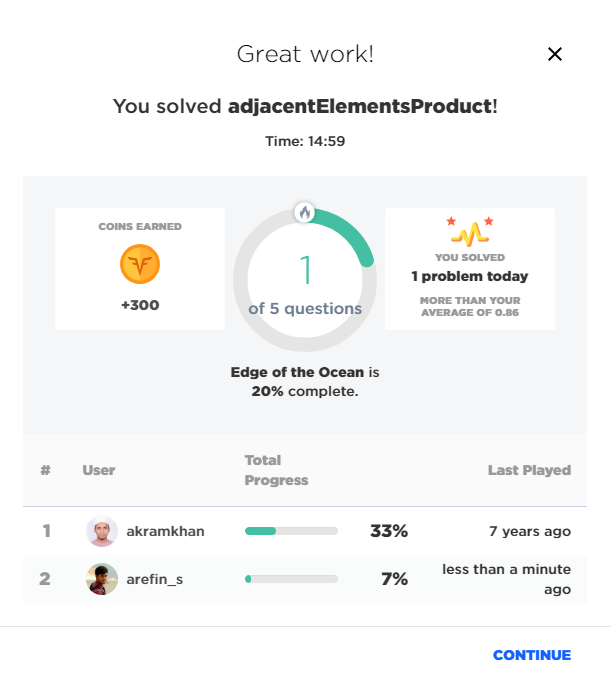 Great work!
You solved adjacentElementsProduct!
Time: 14:59
COINS EARNED
+300
1
of 5 questions
YOU SOLVED
1 problem today
MORE THAN YOUR
AVERAGE OF 0.86
Edge of the Ocean is
20% complete.
# User Total Progress Last Played
1 akramkhan 33% 7 years ago
2 arefin_s 7% less than a minute ago
CONTINUE